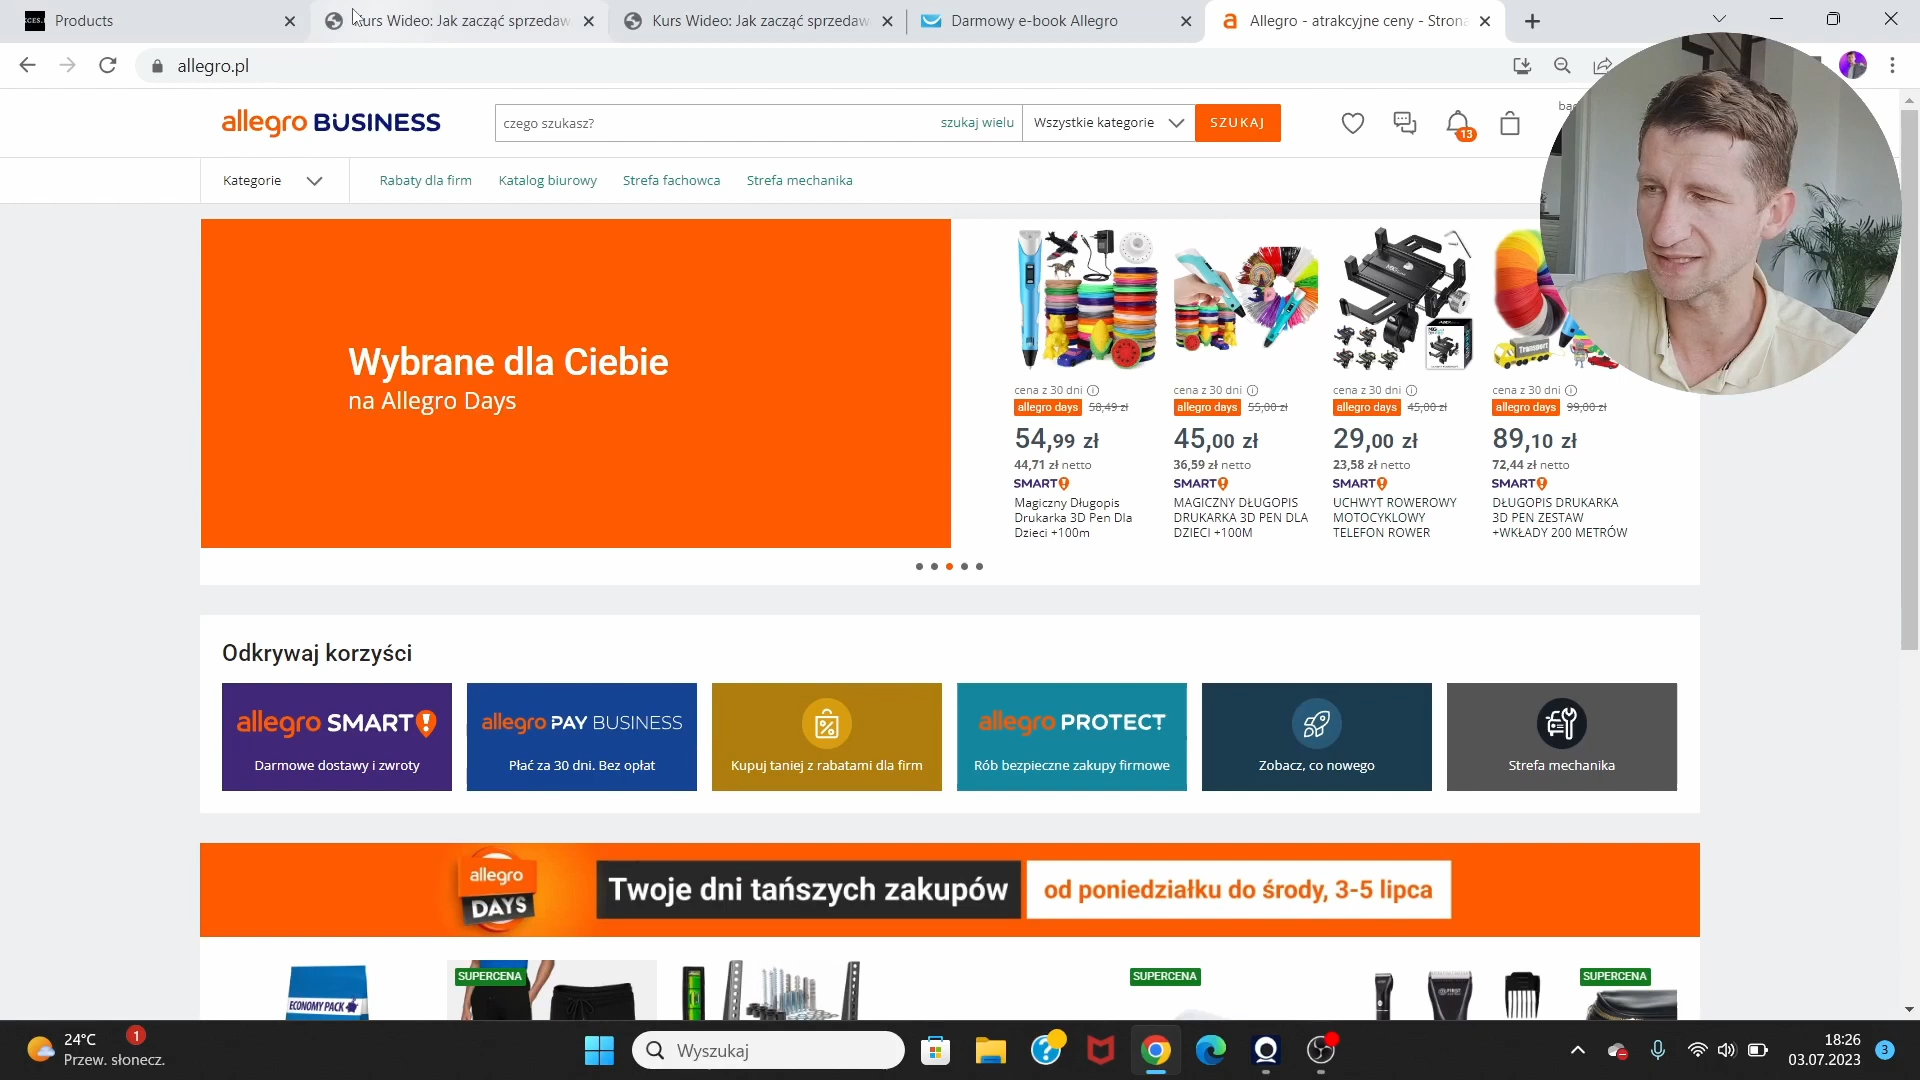 Products
Kurs Wideo: Jak zacząć sprzedaw
Kurs Wideo: Jak zacząć sprzedaw
Darmowy e-book Allegro
Allegro - atrakcyjne ceny - Strona
allegro.pl
allegro BUSINESS
czego szukasz?
szukaj wielu
Wszystkie kategorie
SZUKAJ
13
Kategorie
Rabaty dla firm
Katalog biurowy
Strefa fachowca
Strefa mechanika
Wybrane dla Ciebie
na Allegro Days
cena z 30 dni
allegro days 58,49 zł
54,99 zł
44,71 zł netto
SMART!
Magiczny Długopis
Drukarka 3D Pen Dla
Dzieci +100m
cena z 30 dni
allegro days 55,00 zł
45,00 zł
36,59 zł netto
SMART!
MAGICZNY DŁUGOPIS
DRUKARKA 3D PEN DLA
DZIECI +100M
cena z 30 dni
allegro days 45,00 zł
29,00 zł
23,58 zł netto
SMART!
UCHWYT ROWEROWY
MOTOCYKLOWY
TELEFON ROWER
Transport
cena z 30 dni
allegro days 99,00 zł
89,10 zł
72,44 zł netto
SMART!
DŁUGOPIS DRUKARKA
3D PEN ZESTAW
+WKŁADY 200 METRÓW
Odkrywaj korzyści
allegro SMART!
Darmowe dostawy i zwroty
allegro PAY BUSINESS
Płać za 30 dni. Bez opłat
Kupuj taniej z rabatami dla firm
allegro PROTECT
Rób bezpieczne zakupy firmowe
Zobacz, co nowego
Strefa mechanika
allegro
DAYS
Twoje dni tańszych zakupów
od poniedziałku do środy, 3-5 lipca
ECONOMY PACK
SUPERCENA
SUPERCENA
SUPERCENA
24°C
1
Przew. słonecz.
Wyszukaj
18:26
03.07.2023
3